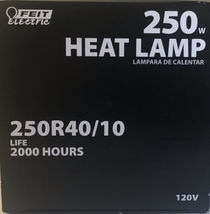 FEIT
electric
250W
HEAT LAMP
LAMPARA DE CALENTAR
250R40/10
LIFE
2000 HOURS
120V